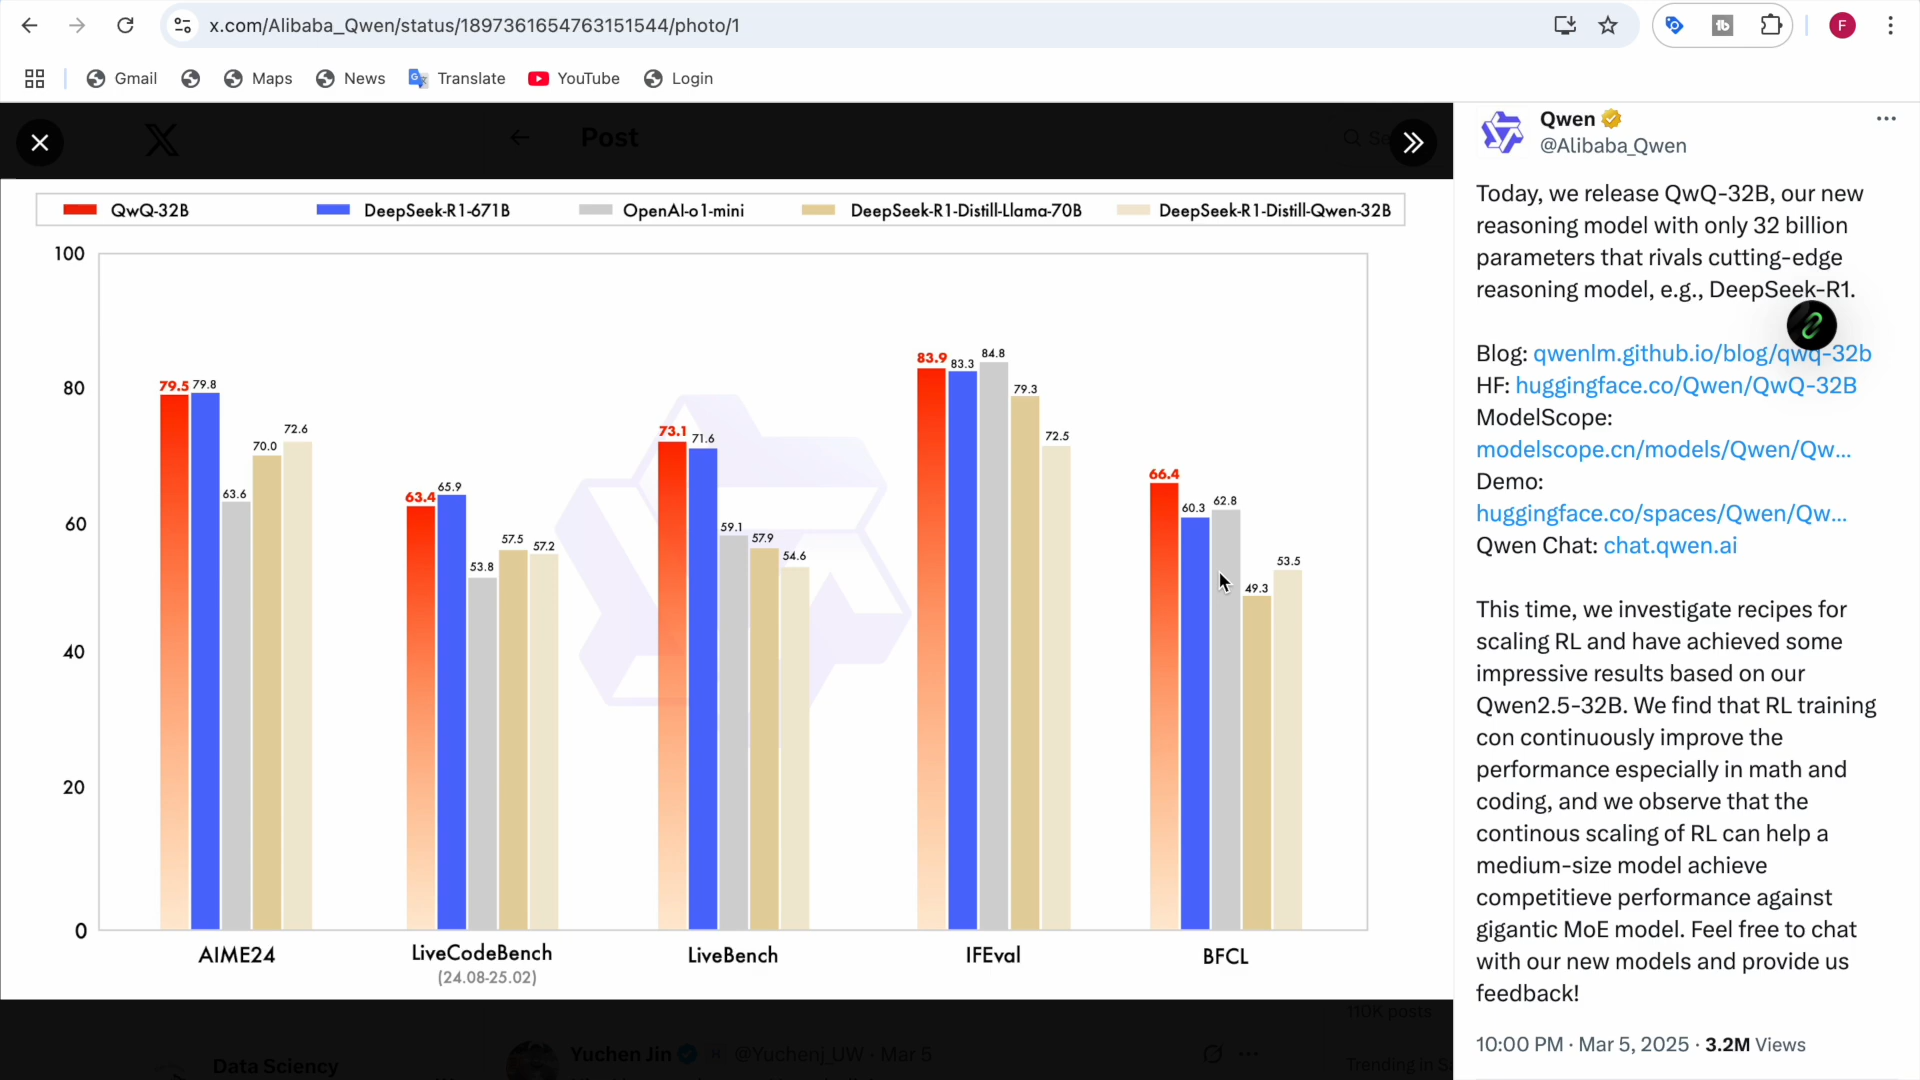 x.com/Alibaba_Qwen/status/1897361654763151544/photo/1
F
Gmail
Maps
News
Translate
YouTube
Login
Post
QwQ-32B
DeepSeek-R1-671B
OpenAI-o1-mini
DeepSeek-R1-Distill-Llama-70B
DeepSeek-R1-Distill-Qwen-32B
100
80
60
40
20
0
79.5
79.8
63.6
70.0
72.6
63.4
65.9
53.8
57.5
57.2
73.1
71.6
59.1
57.9
54.6
83.9
83.3
84.8
79.3
72.5
66.4
60.3
62.8
49.3
53.5
AIME24
LiveCodeBench
(24.08-25.02)
LiveBench
IFEval
BFCL
Qwen
@Alibaba_Qwen
Today, we release QwQ-32B, our new
reasoning model with only 32 billion
parameters that rivals cutting-edge
reasoning model, e.g., DeepSeek-R1.
Blog: qwenlm.github.io/blog/qwq-32b
HF: huggingface.co/Qwen/QwQ-32B
ModelScope:
modelscope.cn/models/Qwen/Qw...
Demo:
huggingface.co/spaces/Qwen/Qw...
Qwen Chat: chat.qwen.ai
This time, we investigate recipes for
scaling RL and have achieved some
impressive results based on our
Qwen2.5-32B. We find that RL training
con continuously improve the
performance especially in math and
coding, and we observe that the
continous scaling of RL can help a
medium-size model achieve
competitieve performance against
gigantic MoE model. Feel free to chat
with our new models and provide us
feedback!
10:00 PM · Mar 5, 2025 · 3.2M Views
110K posts
Data Sciency
Yuchen Jin @Yuchenj_UW · Mar 5
Trending in